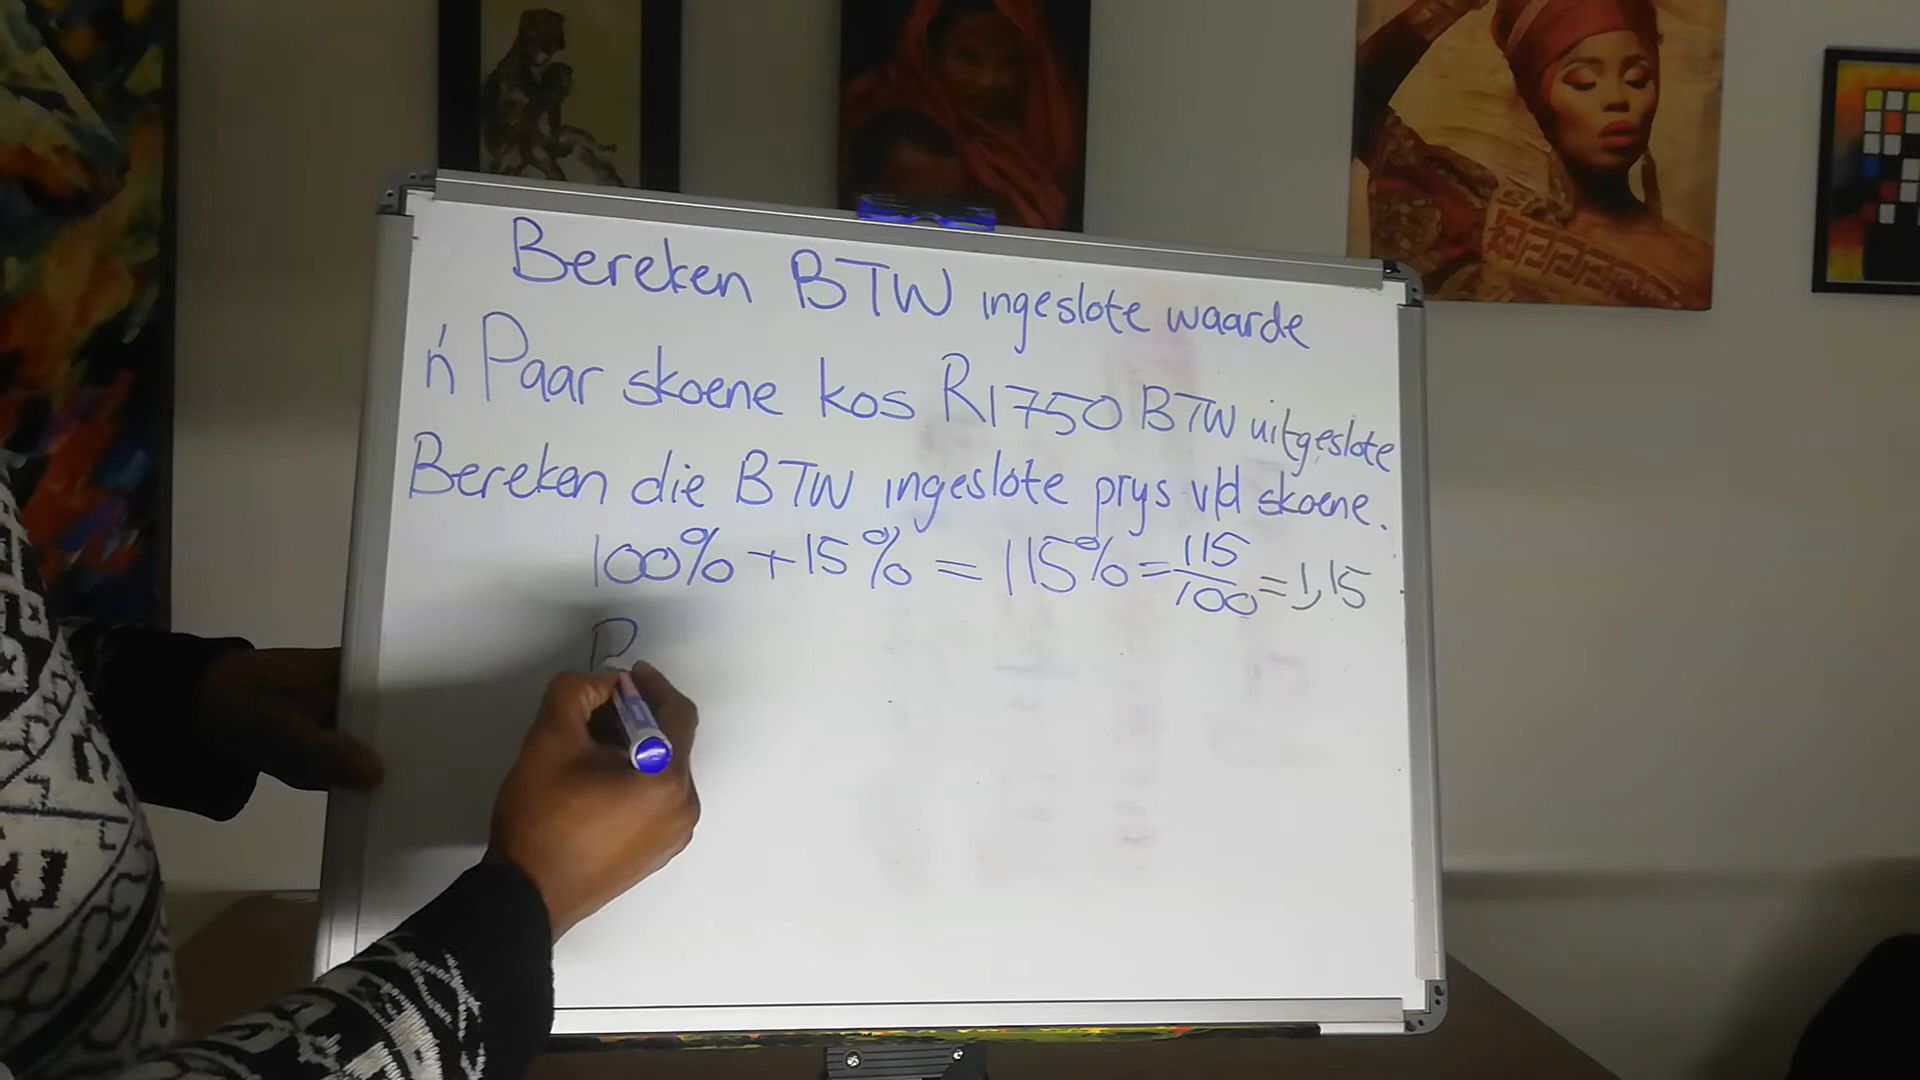 Bereken BTW ingeslote waarde
'n Paar skoene kos R1750 BTW uitgeslote
Bereken die BTW ingeslote prys v/d skoene.
100% + 15% = 115% = 115/100 = 1,15
R